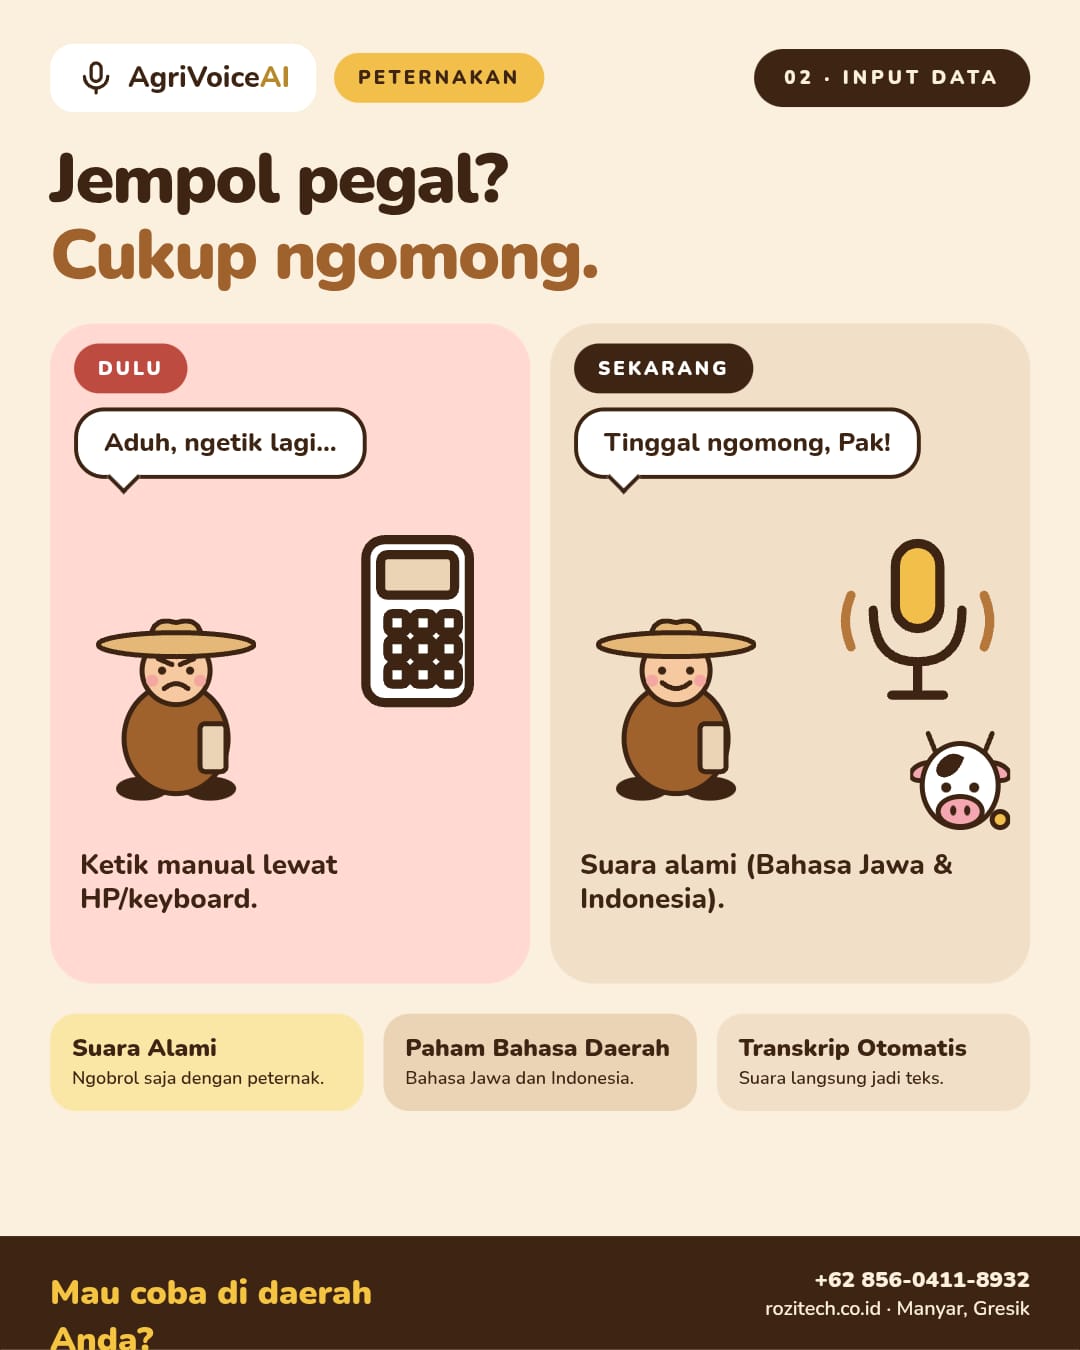 AgriVoiceAI
PETERNAKAN
02 · INPUT DATA
Jempol pegal?
Cukup ngomong.
DULU
Aduh, ngetik lagi...
Ketik manual lewat
HP/keyboard.
SEKARANG
Tinggal ngomong, Pak!
Suara alami (Bahasa Jawa &
Indonesia).
Suara Alami
Ngobrol saja dengan peternak.
Paham Bahasa Daerah
Bahasa Jawa dan Indonesia.
Transkrip Otomatis
Suara langsung jadi teks.
Mau coba di daerah
Anda?
+62 856-0411-8932
rozitech.co.id · Manyar, Gresik